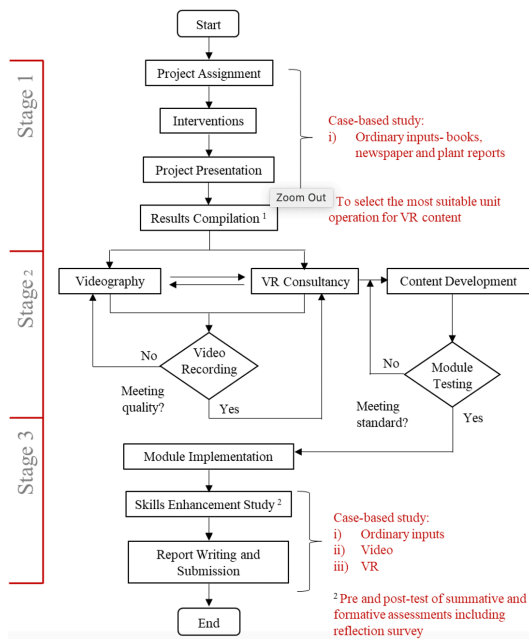 Start
Stage 1
Project Assignment
Interventions
Case-based study:
i) Ordinary inputs- books,
newspaper and plant reports
Project Presentation
Zoom Out
Results Compilation 1
To select the most suitable unit
operation for VR content
Stage 2
Videography
VR Consultancy
Content Development
No
Video
Recording
Meeting
quality?
Yes
No
Module
Testing
Meeting
standard?
Yes
Stage 3
Module Implementation
Skills Enhancement Study 2
Case-based study:
i) Ordinary inputs
ii) Video
iii) VR
Report Writing and
Submission
2 Pre and post-test of summative and
formative assessments including
reflection survey
End